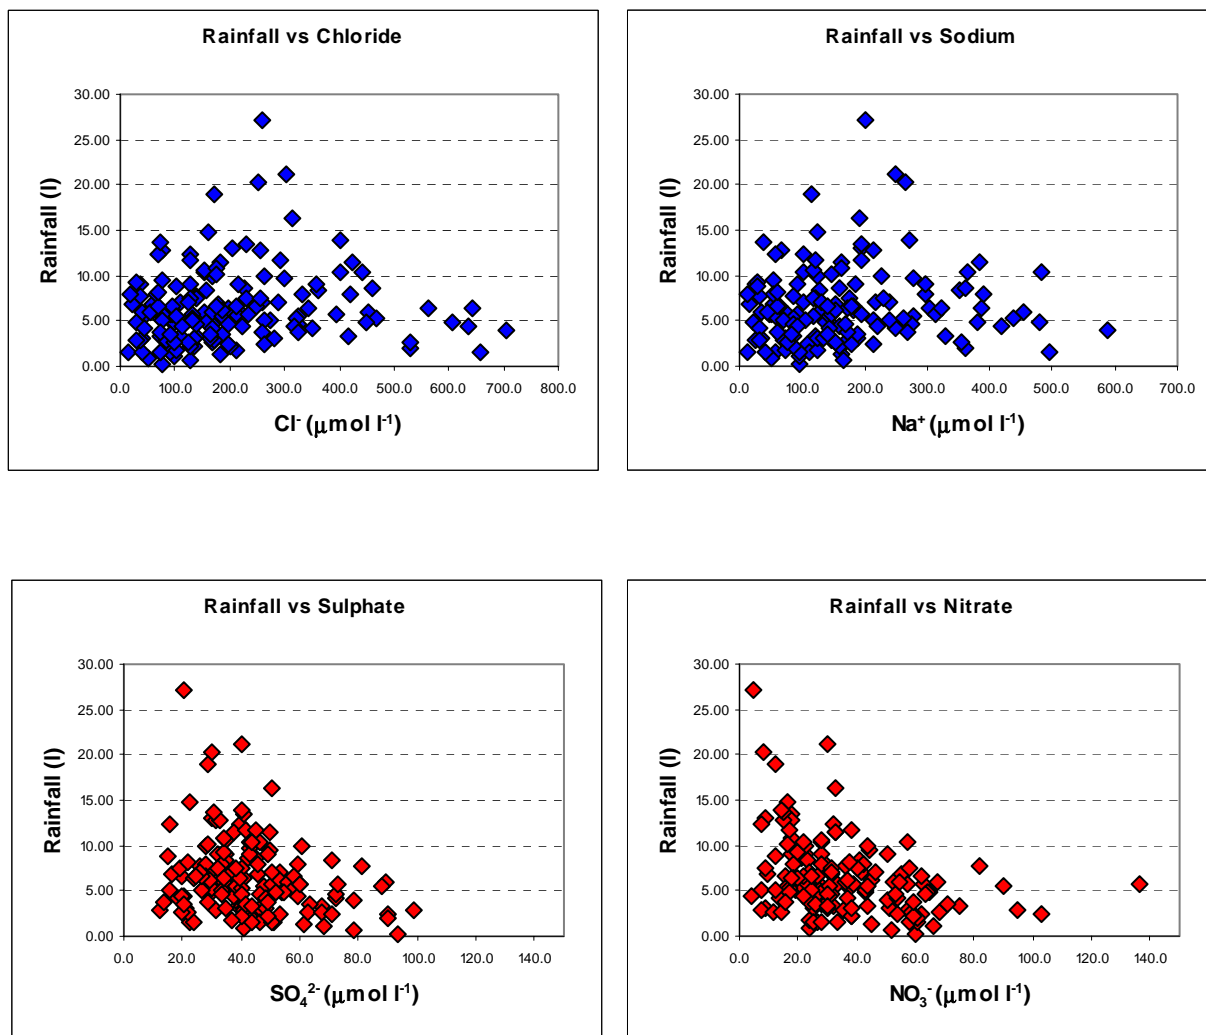 Rainfall vs Chloride
30.00
25.00
20.00
15.00
10.00
5.00
0.00
0.0 100.0 200.0 300.0 400.0 500.0 600.0 700.0 800.0
Rainfall (l)
Cl⁻ (μmol l⁻¹)
Rainfall vs Sodium
30.00
25.00
20.00
15.00
10.00
5.00
0.00
0.0 100.0 200.0 300.0 400.0 500.0 600.0 700.0
Rainfall (l)
Na⁺ (μmol l⁻¹)
Rainfall vs Sulphate
30.00
25.00
20.00
15.00
10.00
5.00
0.00
0.0 20.0 40.0 60.0 80.0 100.0 120.0 140.0
Rainfall (l)
SO₄²⁻ (μmol l⁻¹)
Rainfall vs Nitrate
30.00
25.00
20.00
15.00
10.00
5.00
0.00
0.0 20.0 40.0 60.0 80.0 100.0 120.0 140.0
Rainfall (l)
NO₃⁻ (μmol l⁻¹)